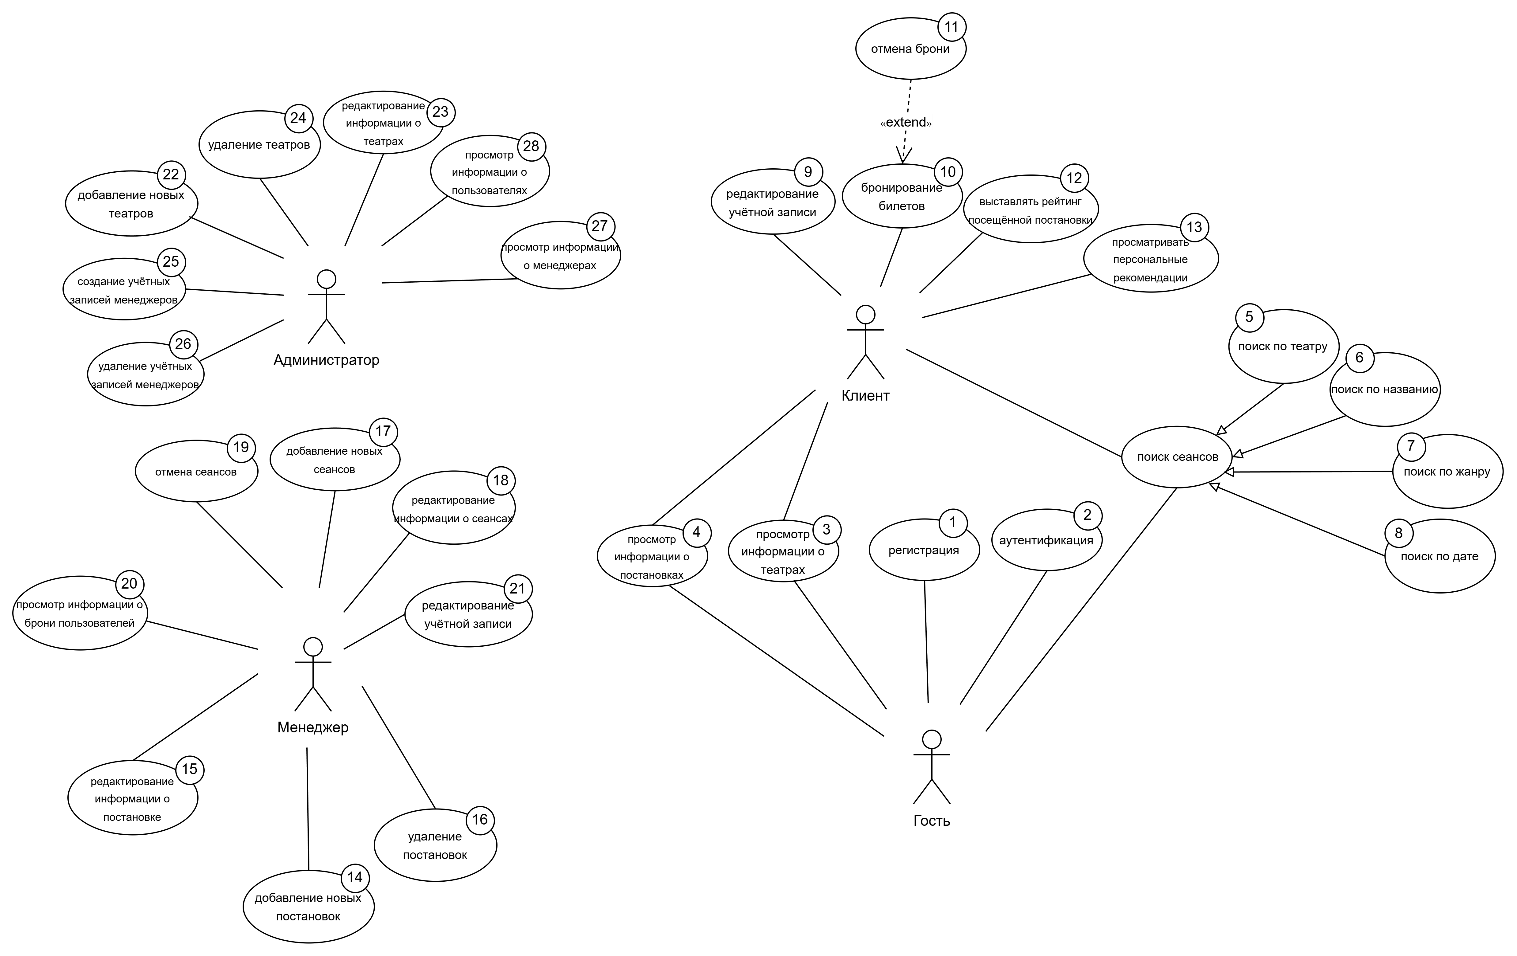 11
отмена брони
«extend»
24
удаление театров
23
редактирование
информации о
театрах
28
просмотр
информации о
пользователях
22
добавление новых
театров
27
просмотр информации
о менеджерах
25
создание учётных
записей менеджеров
26
удаление учётных
записей менеджеров
Администратор
9
редактирование
учётной записи
10
бронирование
билетов
12
выставлять рейтинг
посещённой постановки
13
просматривать
персональные
рекомендации
Клиент
5
поиск по театру
6
поиск по названию
7
поиск по жанру
8
поиск по дате
поиск сеансов
19
отмена сеансов
17
добавление новых
сеансов
18
редактирование
информации о сеансах
20
просмотр информации о
брони пользователей
21
редактирование
учётной записи
Менеджер
15
редактирование
информации о
постановке
16
удаление
постановок
14
добавление новых
постановок
4
просмотр
информации о
постановках
3
просмотр
информации о
театрах
1
регистрация
2
аутентификация
Гость